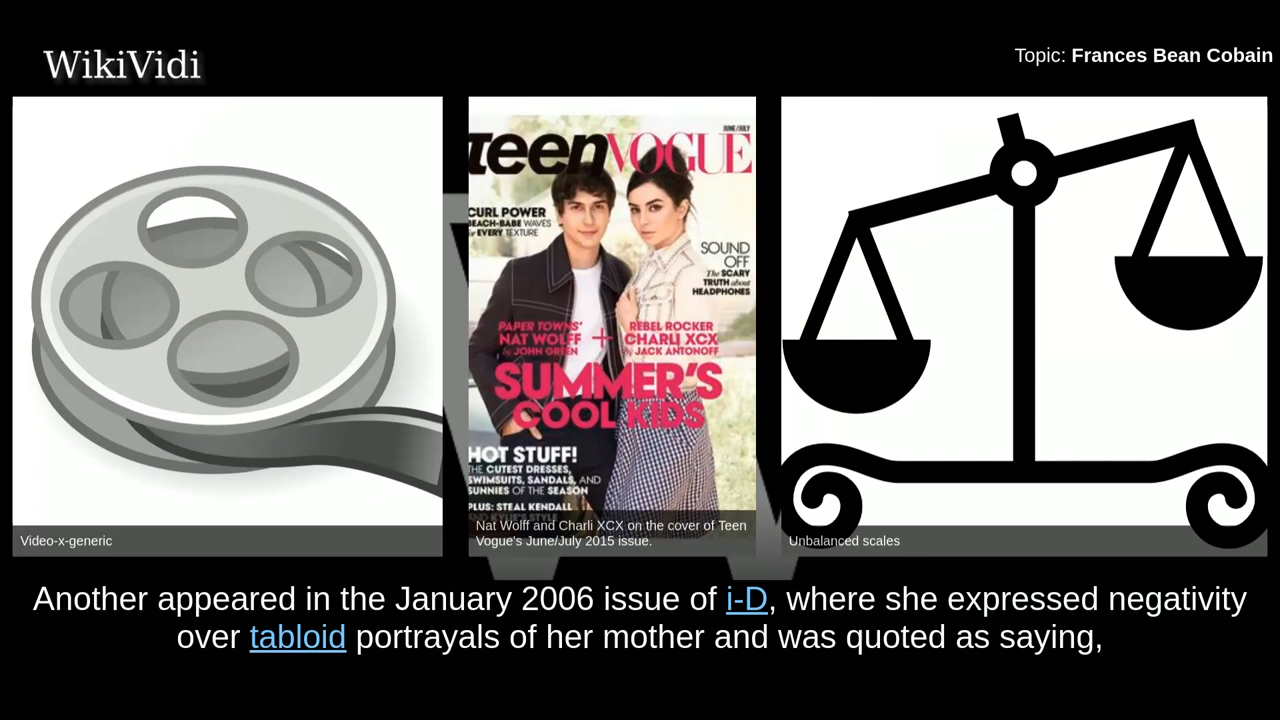 WikiVidi
Topic: Frances Bean Cobain
teen VOGUE
JUNE/JULY
CURL POWER
BEACH-BABE WAVES
for EVERY TEXTURE
SOUND
OFF
The SCARY
TRUTH about
HEADPHONES
PAPER TOWNS'
NAT WOLFF
by JOHN GREEN
+
REBEL ROCKER
CHARLI XCX
by JACK ANTONOFF
SUMMER'S
COOL KIDS
HOT STUFF!
THE CUTEST DRESSES,
SWIMSUITS, SANDALS, AND
SUNNIES OF THE SEASON
PLUS: STEAL KENDALL
AND KYLIE'S STYLE
Video-x-generic
Nat Wolff and Charli XCX on the cover of Teen
Vogue's June/July 2015 issue.
Unbalanced scales
Another appeared in the January 2006 issue of i-D, where she expressed negativity
over tabloid portrayals of her mother and was quoted as saying,